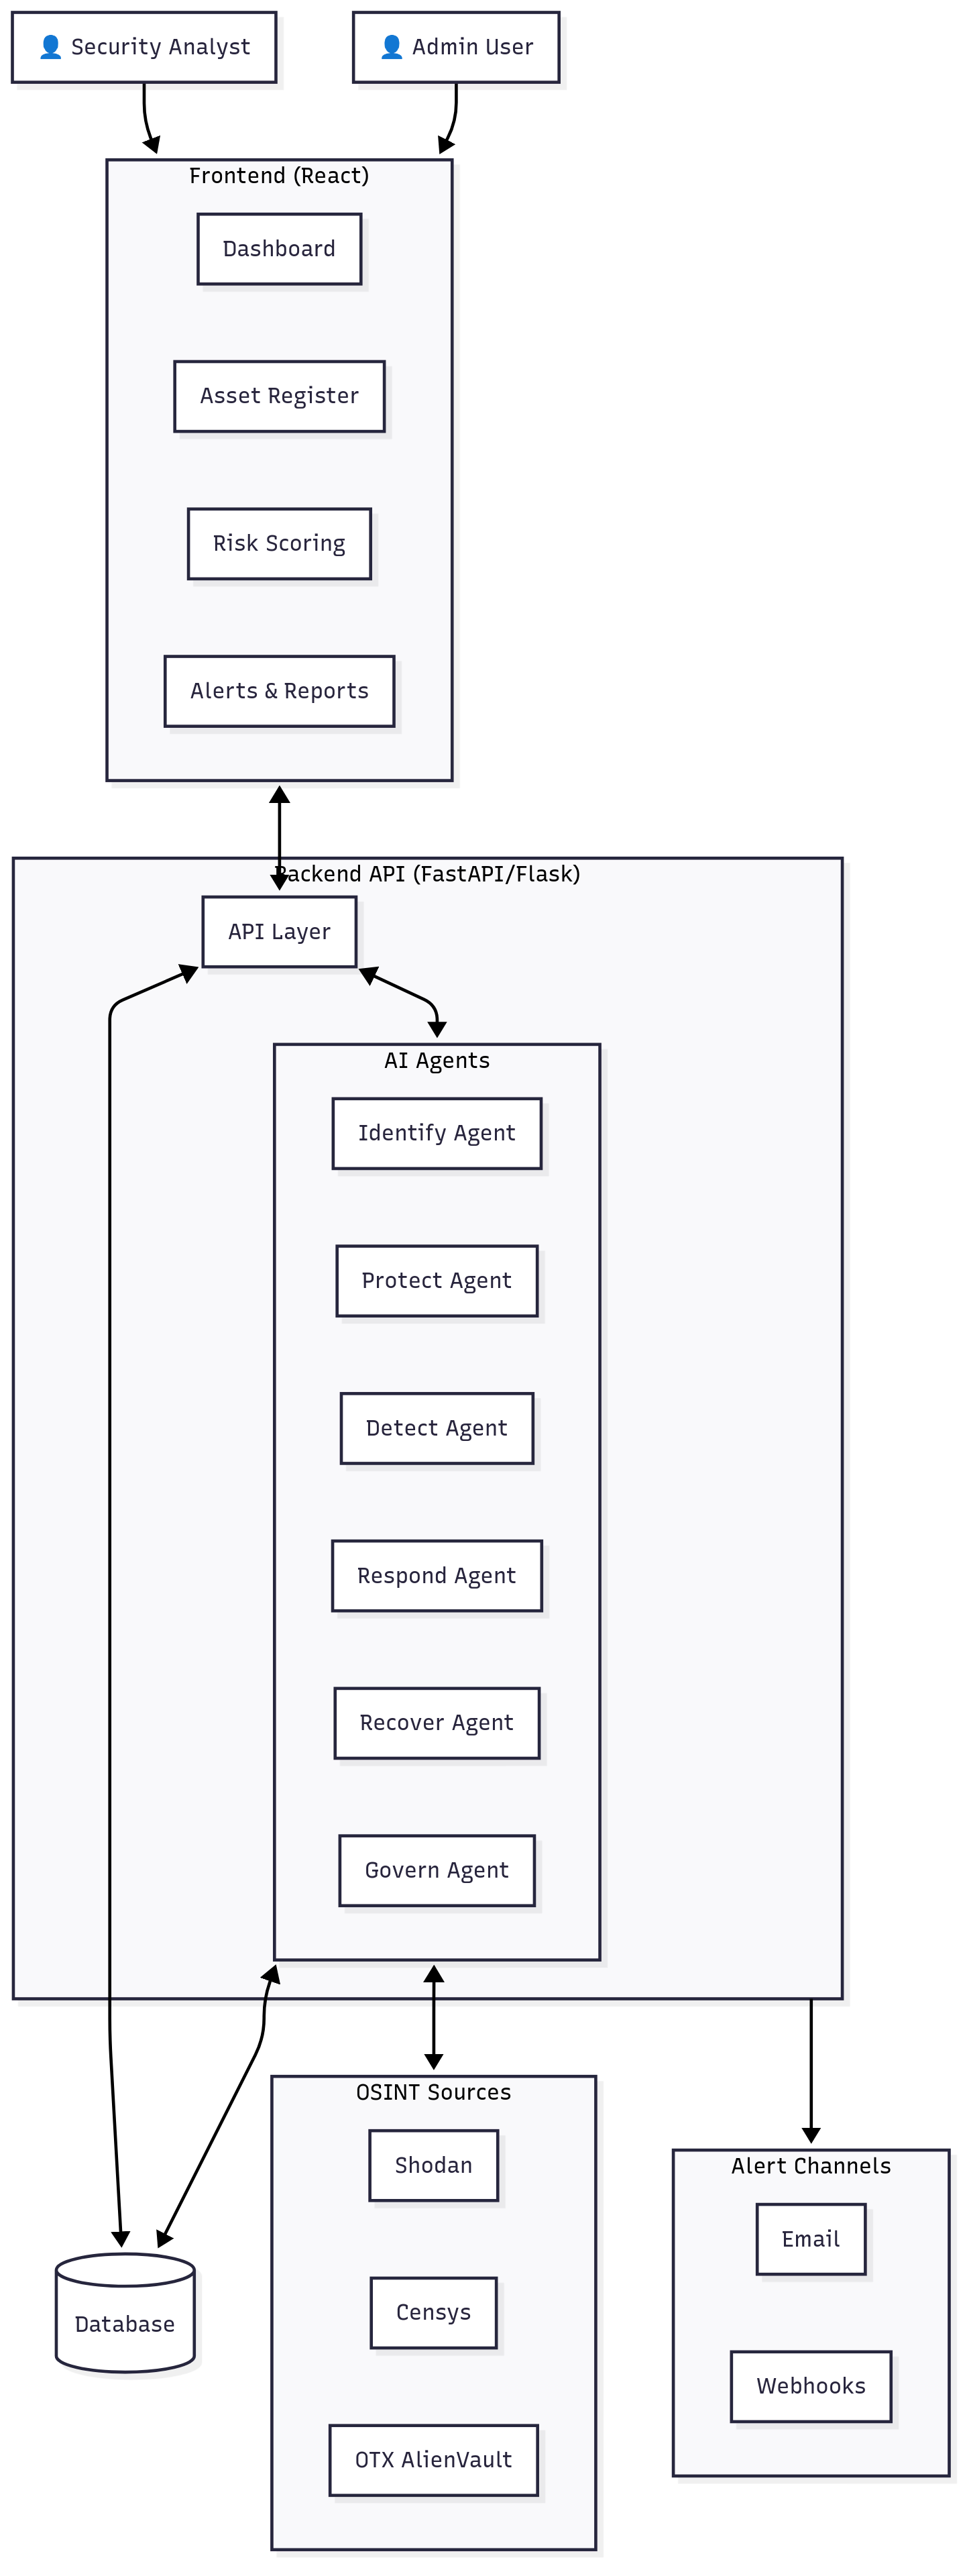 Security Analyst
Admin User
Frontend (React)
Dashboard
Asset Register
Risk Scoring
Alerts & Reports
Backend API (FastAPI/Flask)
API Layer
AI Agents
Identify Agent
Protect Agent
Detect Agent
Respond Agent
Recover Agent
Govern Agent
OSINT Sources
Shodan
Censys
OTX AlienVault
Alert Channels
Email
Webhooks
Database